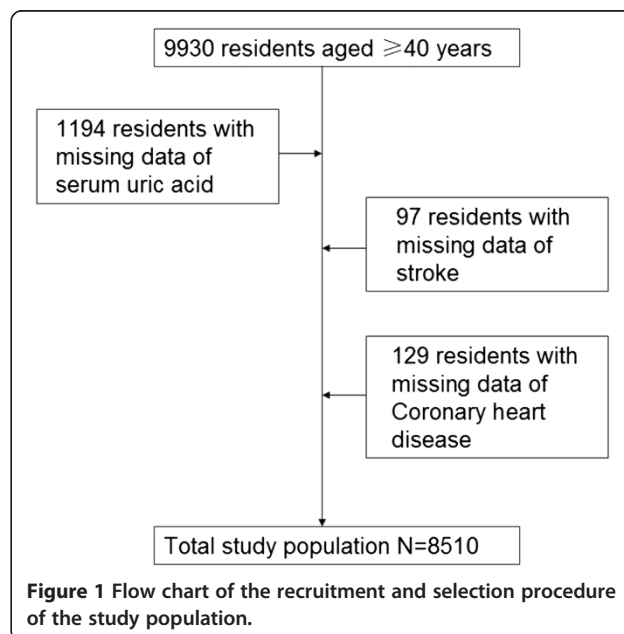 9930 residents aged ≥40 years
1194 residents with
missing data of
serum uric acid
97 residents with
missing data of
stroke
129 residents with
missing data of
Coronary heart
disease
Total study population N=8510
Figure 1 Flow chart of the recruitment and selection procedure
of the study population.